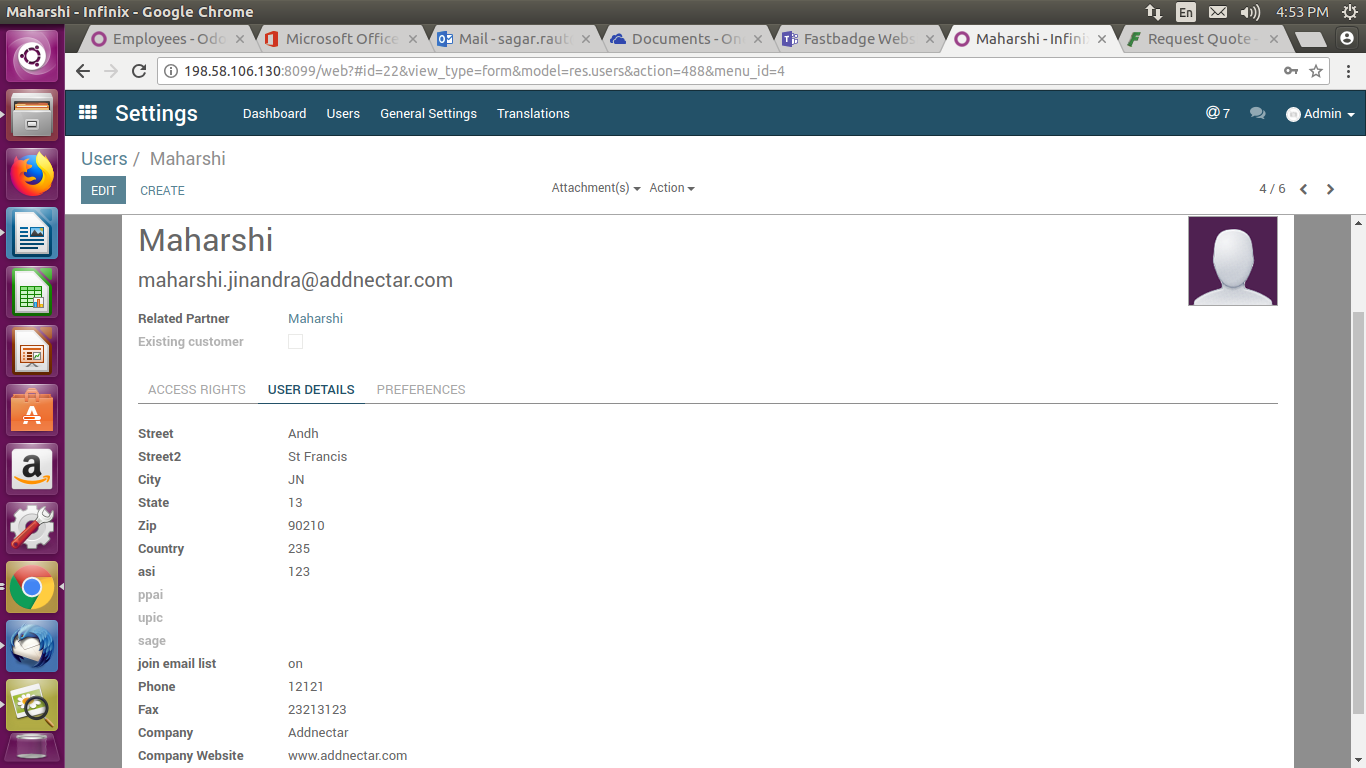 Maharshi - Infinix - Google Chrome
En
4:53 PM
Employees - Odo
Microsoft Office
Mail - sagar.raut
Documents - One
Fastbadge Webs
Maharshi - Infini
Request Quote -
198.58.106.130:8099/web?#id=22&view_type=form&model=res.users&action=488&menu_id=4
Settings
Dashboard
Users
General Settings
Translations
@ 7
Admin
Users / Maharshi
EDIT
CREATE
Attachment(s)
Action
4 / 6
Maharshi
maharshi.jinandra@addnectar.com
Related Partner Maharshi
Existing customer
ACCESS RIGHTS
USER DETAILS
PREFERENCES
Street Andh
Street2 St Francis
City JN
State 13
Zip 90210
Country 235
asi 123
ppai
upic
sage
join email list on
Phone 12121
Fax 23213123
Company Addnectar
Company Website www.addnectar.com